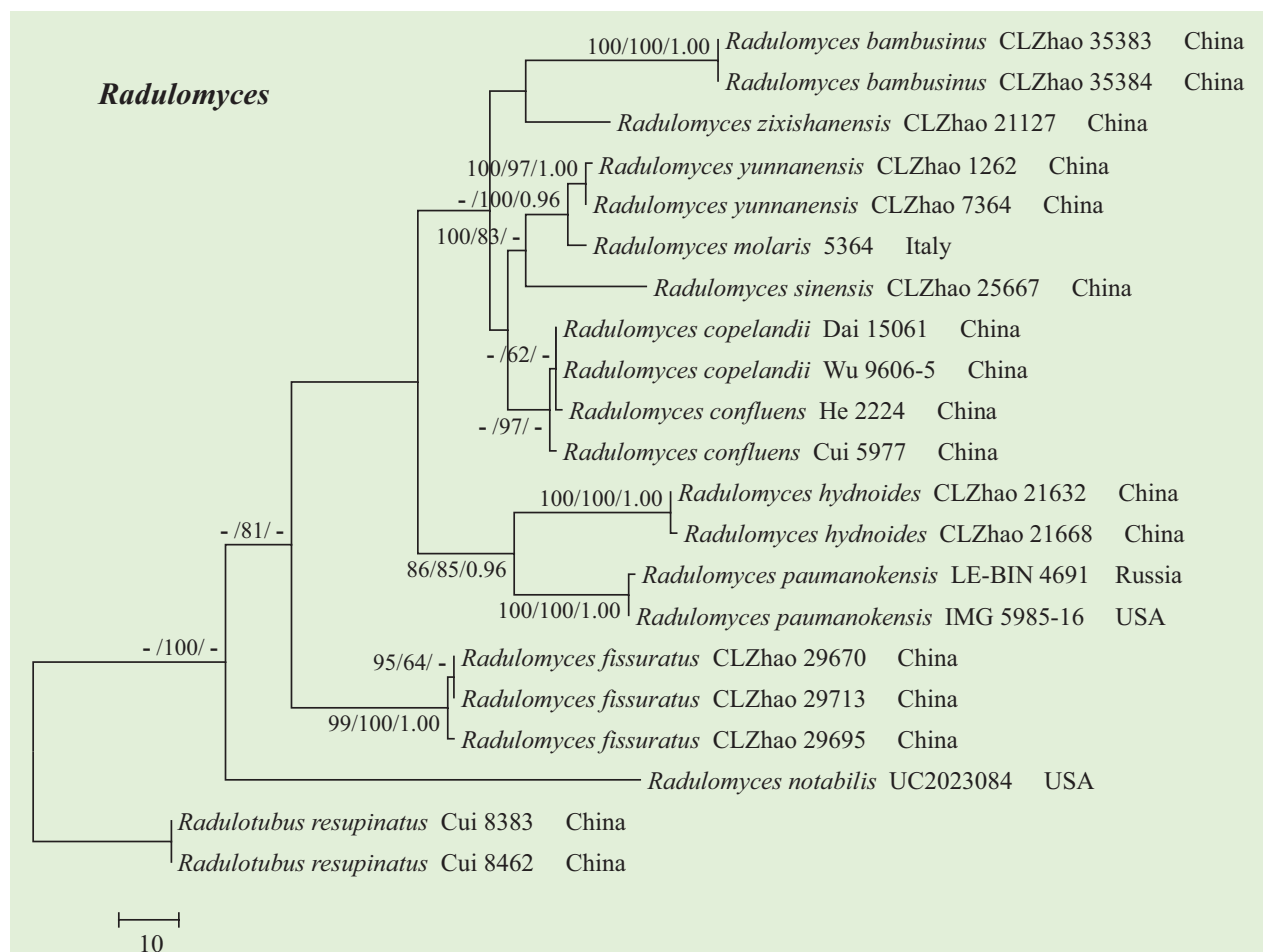 100/100/1.00 Radulomyces bambusinus CLZhao 35383 China
Radulomyces
Radulomyces bambusinus CLZhao 35384 China
Radulomyces zixishanensis CLZhao 21127 China
100/97/1.00 Radulomyces yunnanensis CLZhao 1262 China
- /100/0.96 Radulomyces yunnanensis CLZhao 7364 China
100/83/ -
Radulomyces molaris 5364 Italy
Radulomyces sinensis CLZhao 25667 China
Radulomyces copelandii Dai 15061 China
- /62/ -
Radulomyces copelandii Wu 9606-5 China
Radulomyces confluens He 2224 China
- /97/ -
Radulomyces confluens Cui 5977 China
100/100/1.00 Radulomyces hydnoides CLZhao 21632 China
- /81/ - Radulomyces hydnoides CLZhao 21668 China
86/85/0.96 Radulomyces paumanokensis LE-BIN 4691 Russia
100/100/1.00 Radulomyces paumanokensis IMG 5985-16 USA
- /100/ -
95/64/ - Radulomyces fissuratus CLZhao 29670 China
Radulomyces fissuratus CLZhao 29713 China
99/100/1.00
Radulomyces fissuratus CLZhao 29695 China
Radulomyces notabilis UC2023084 USA
Radulotubus resupinatus Cui 8383 China
Radulotubus resupinatus Cui 8462 China
10